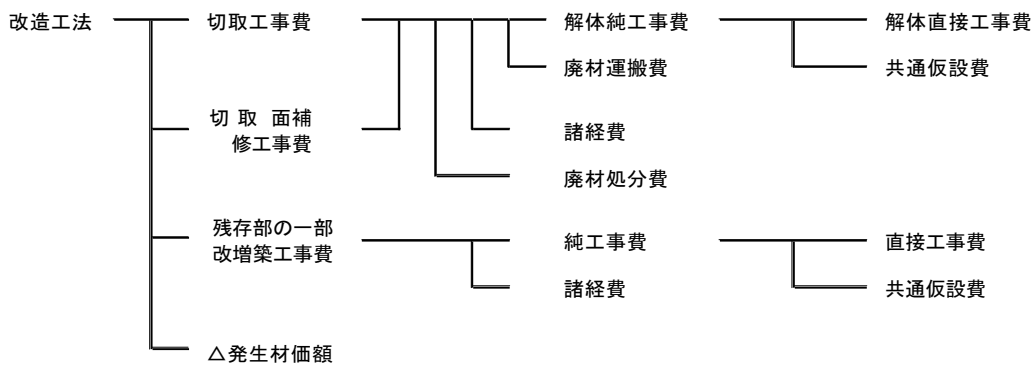 改造工法 切取工事費 解体純工事費 解体直接工事費
廃材運搬費 共通仮設費
切取 面補
修工事費
諸経費
廃材処分費
残存部の一部
改増築工事費
純工事費 直接工事費
諸経費 共通仮設費
△発生材価額